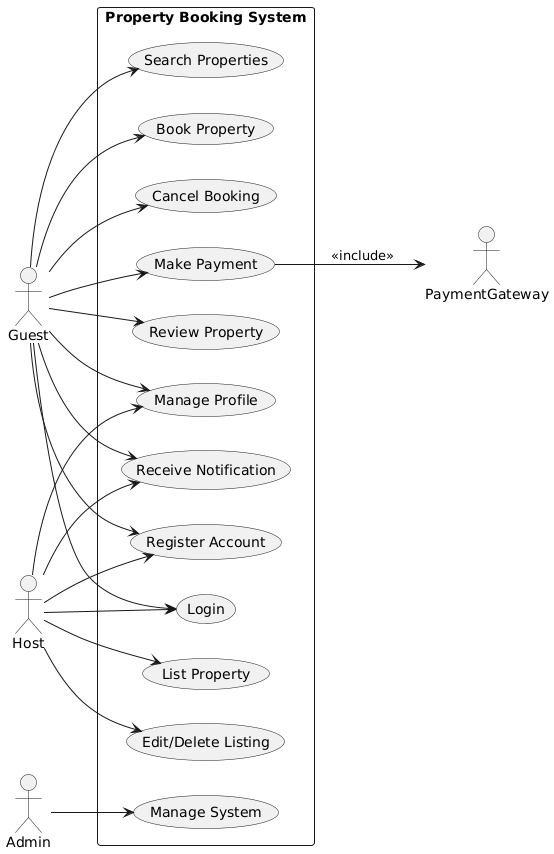 Property Booking System
Search Properties
Book Property
Cancel Booking
Make Payment
«include»
PaymentGateway
Guest
Review Property
Manage Profile
Receive Notification
Register Account
Login
Host
List Property
Edit/Delete Listing
Manage System
Admin